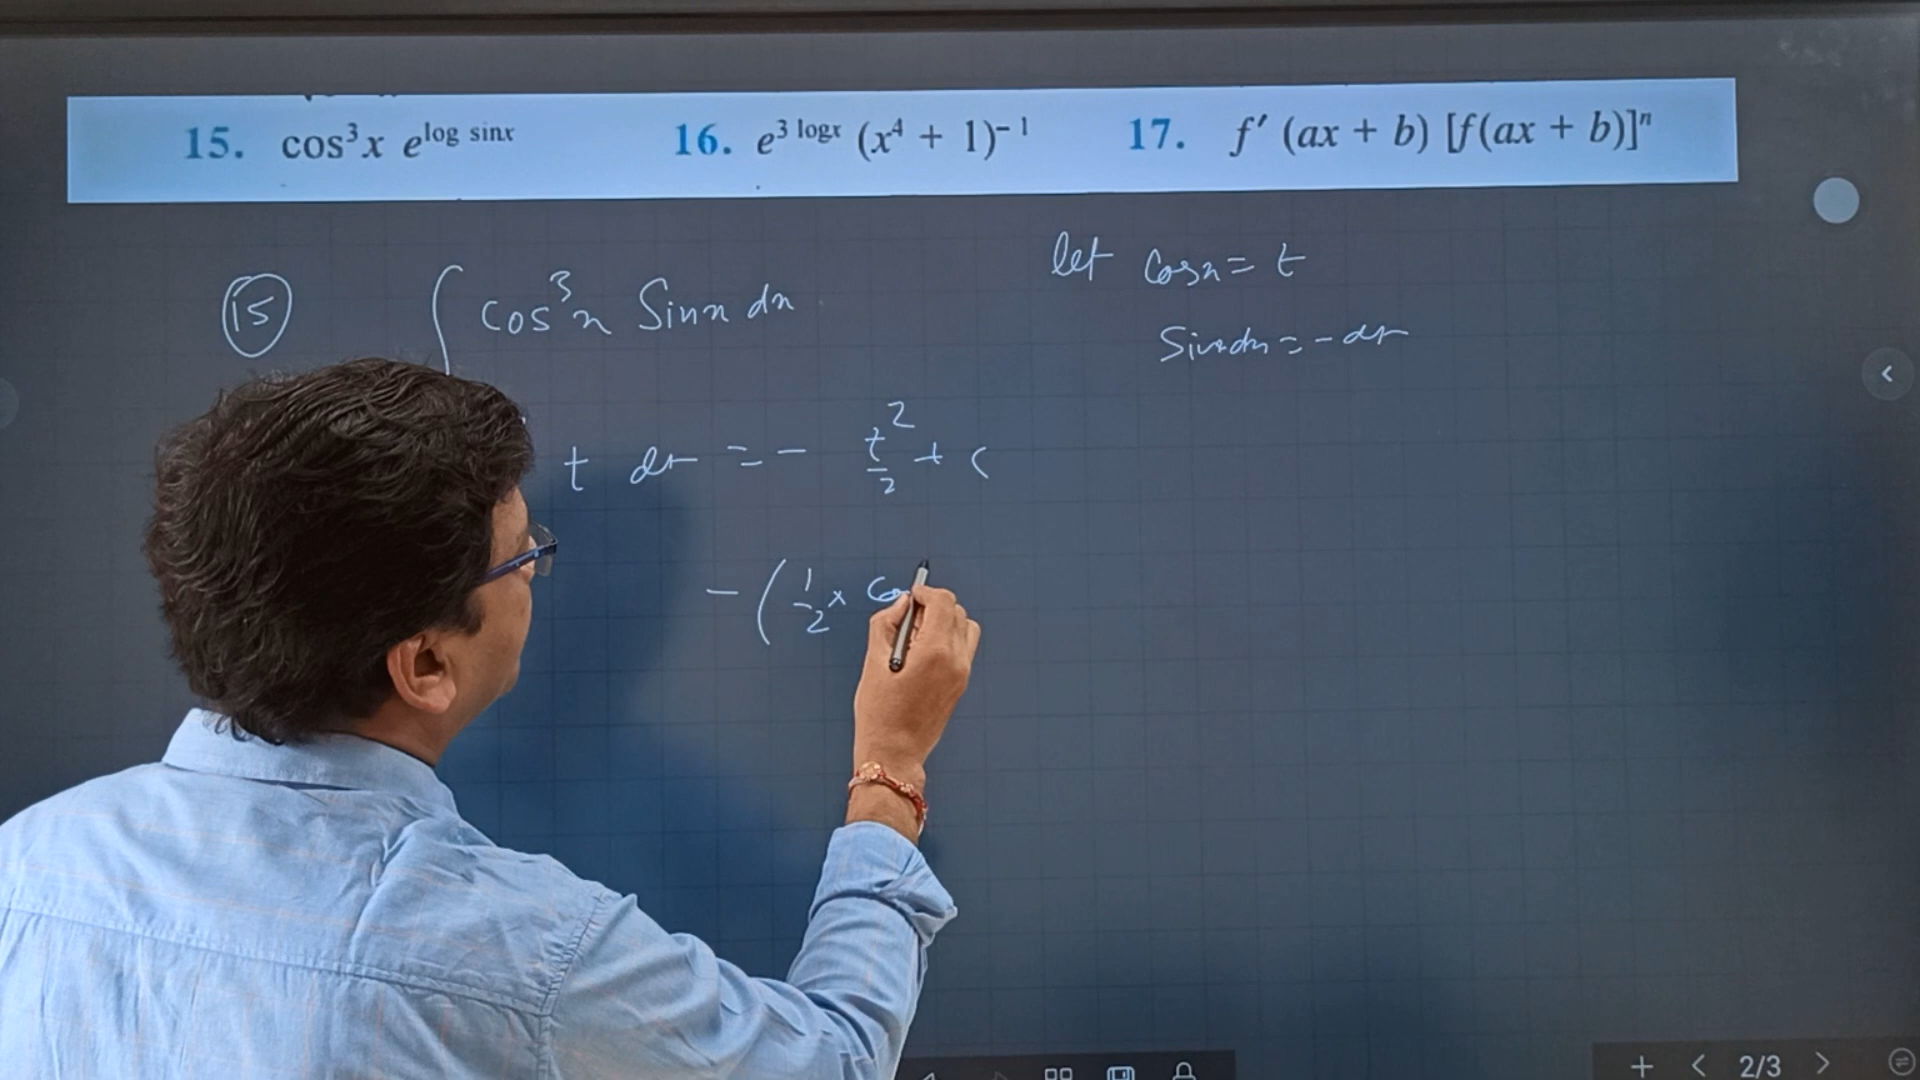 15. cos³x e^log sinx 16. e^3 logx (x⁴ + 1)⁻¹ 17. f′ (ax + b) [f(ax + b)]ⁿ
let cosx = t
15 ∫ cos³x sinx dx
sinxdx = - dt
t dt = - t²/2 + c
- ( 1/2 × Co
2/3